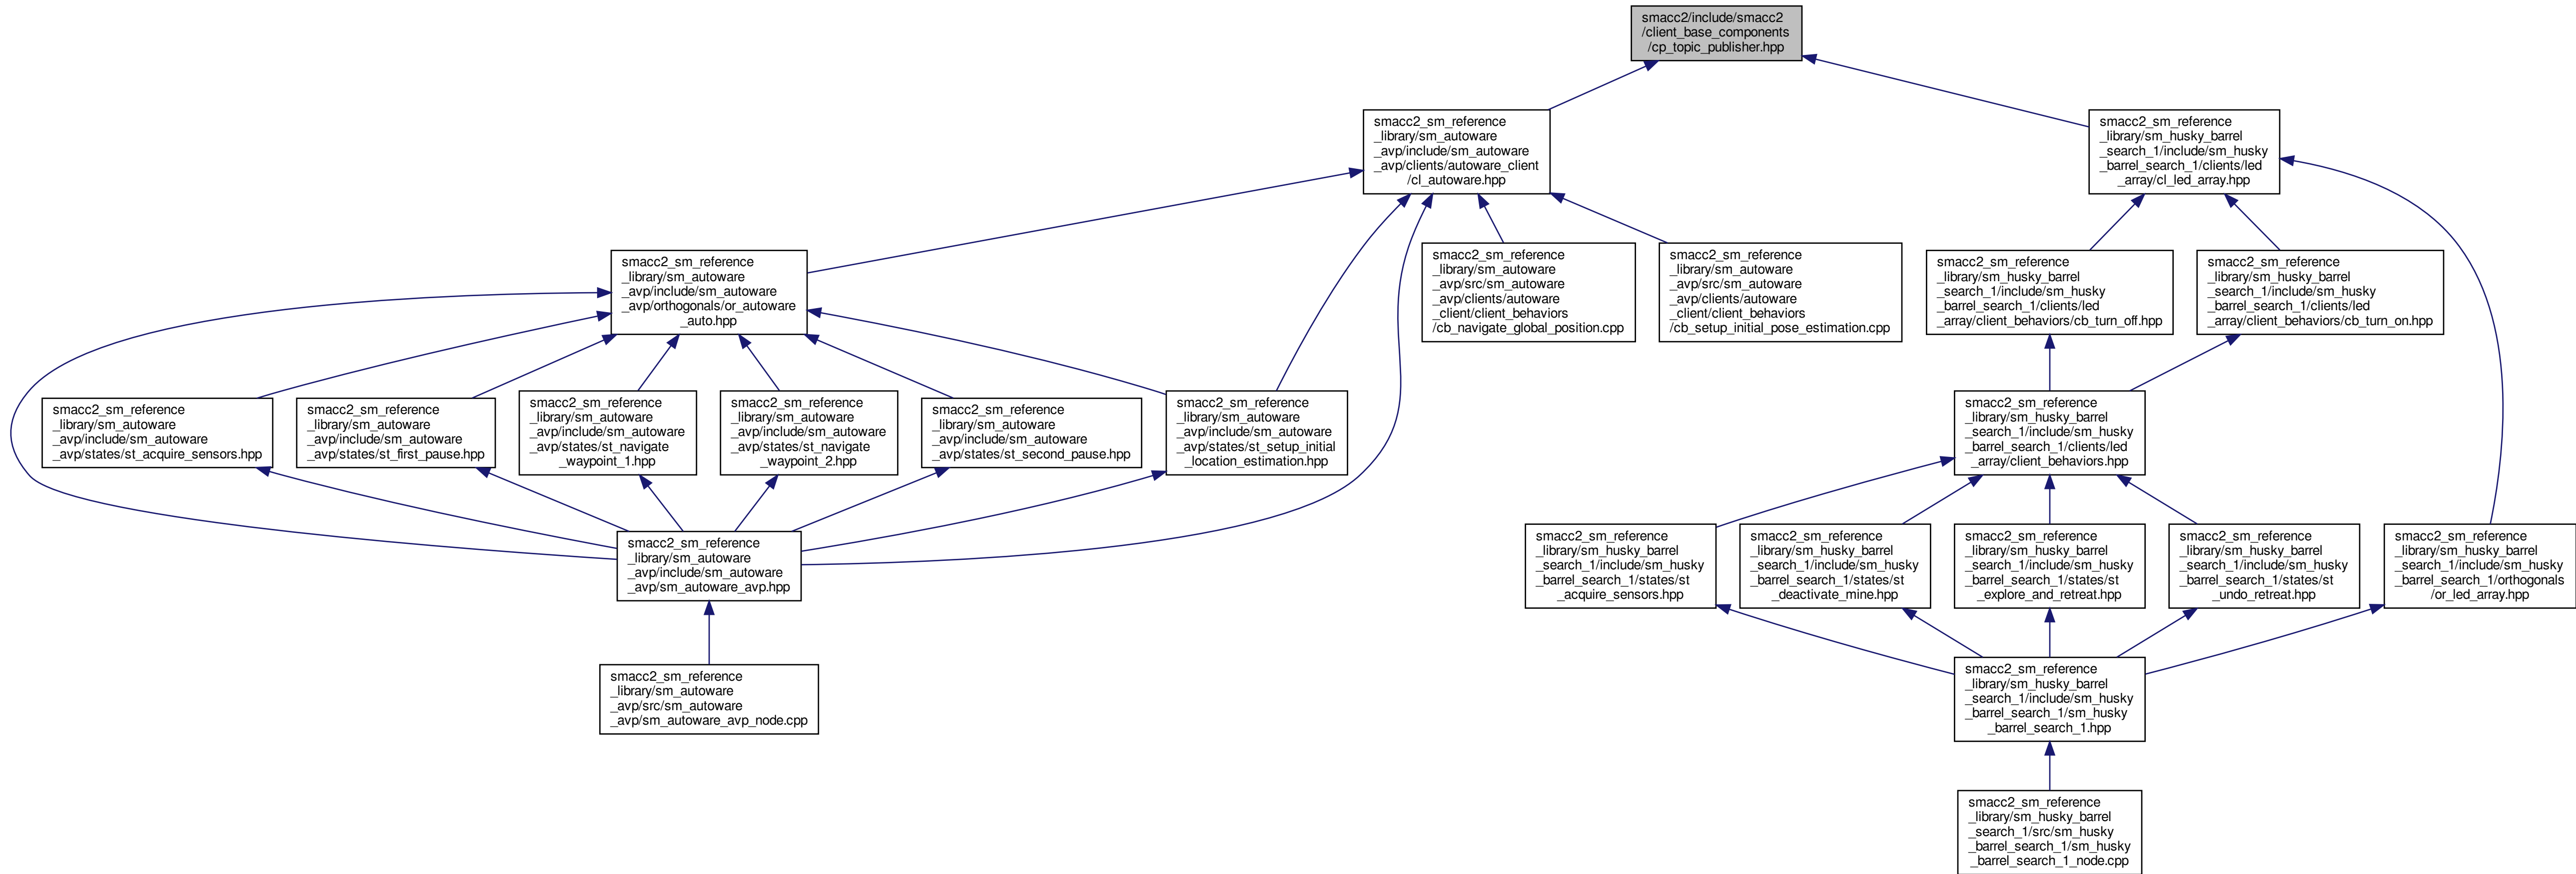 smacc2/include/smacc2
/client_base_components
/cp_topic_publisher.hpp
smacc2_sm_reference
_library/sm_autoware
_avp/include/sm_autoware
_avp/clients/autoware_client
/cl_autoware.hpp
smacc2_sm_reference
_library/sm_husky_barrel
_search_1/include/sm_husky
_barrel_search_1/clients/led
_array/cl_led_array.hpp
smacc2_sm_reference
_library/sm_autoware
_avp/include/sm_autoware
_avp/orthogonals/or_autoware
_auto.hpp
smacc2_sm_reference
_library/sm_autoware
_avp/src/sm_autoware
_avp/clients/autoware
_client/client_behaviors
/cb_navigate_global_position.cpp
smacc2_sm_reference
_library/sm_autoware
_avp/src/sm_autoware
_avp/clients/autoware
_client/client_behaviors
/cb_setup_initial_pose_estimation.cpp
smacc2_sm_reference
_library/sm_husky_barrel
_search_1/include/sm_husky
_barrel_search_1/clients/led
_array/client_behaviors/cb_turn_off.hpp
smacc2_sm_reference
_library/sm_husky_barrel
_search_1/include/sm_husky
_barrel_search_1/clients/led
_array/client_behaviors/cb_turn_on.hpp
smacc2_sm_reference
_library/sm_autoware
_avp/include/sm_autoware
_avp/states/st_acquire_sensors.hpp
smacc2_sm_reference
_library/sm_autoware
_avp/include/sm_autoware
_avp/states/st_first_pause.hpp
smacc2_sm_reference
_library/sm_autoware
_avp/include/sm_autoware
_avp/states/st_navigate
_waypoint_1.hpp
smacc2_sm_reference
_library/sm_autoware
_avp/include/sm_autoware
_avp/states/st_navigate
_waypoint_2.hpp
smacc2_sm_reference
_library/sm_autoware
_avp/include/sm_autoware
_avp/states/st_second_pause.hpp
smacc2_sm_reference
_library/sm_autoware
_avp/include/sm_autoware
_avp/states/st_setup_initial
_location_estimation.hpp
smacc2_sm_reference
_library/sm_husky_barrel
_search_1/include/sm_husky
_barrel_search_1/clients/led
_array/client_behaviors.hpp
smacc2_sm_reference
_library/sm_autoware
_avp/include/sm_autoware
_avp/sm_autoware_avp.hpp
smacc2_sm_reference
_library/sm_husky_barrel
_search_1/include/sm_husky
_barrel_search_1/states/st
_acquire_sensors.hpp
smacc2_sm_reference
_library/sm_husky_barrel
_search_1/include/sm_husky
_barrel_search_1/states/st
_deactivate_mine.hpp
smacc2_sm_reference
_library/sm_husky_barrel
_search_1/include/sm_husky
_barrel_search_1/states/st
_explore_and_retreat.hpp
smacc2_sm_reference
_library/sm_husky_barrel
_search_1/include/sm_husky
_barrel_search_1/states/st
_undo_retreat.hpp
smacc2_sm_reference
_library/sm_husky_barrel
_search_1/include/sm_husky
_barrel_search_1/orthogonals
/or_led_array.hpp
smacc2_sm_reference
_library/sm_autoware
_avp/src/sm_autoware
_avp/sm_autoware_avp_node.cpp
smacc2_sm_reference
_library/sm_husky_barrel
_search_1/include/sm_husky
_barrel_search_1/sm_husky
_barrel_search_1.hpp
smacc2_sm_reference
_library/sm_husky_barrel
_search_1/src/sm_husky
_barrel_search_1/sm_husky
_barrel_search_1_node.cpp